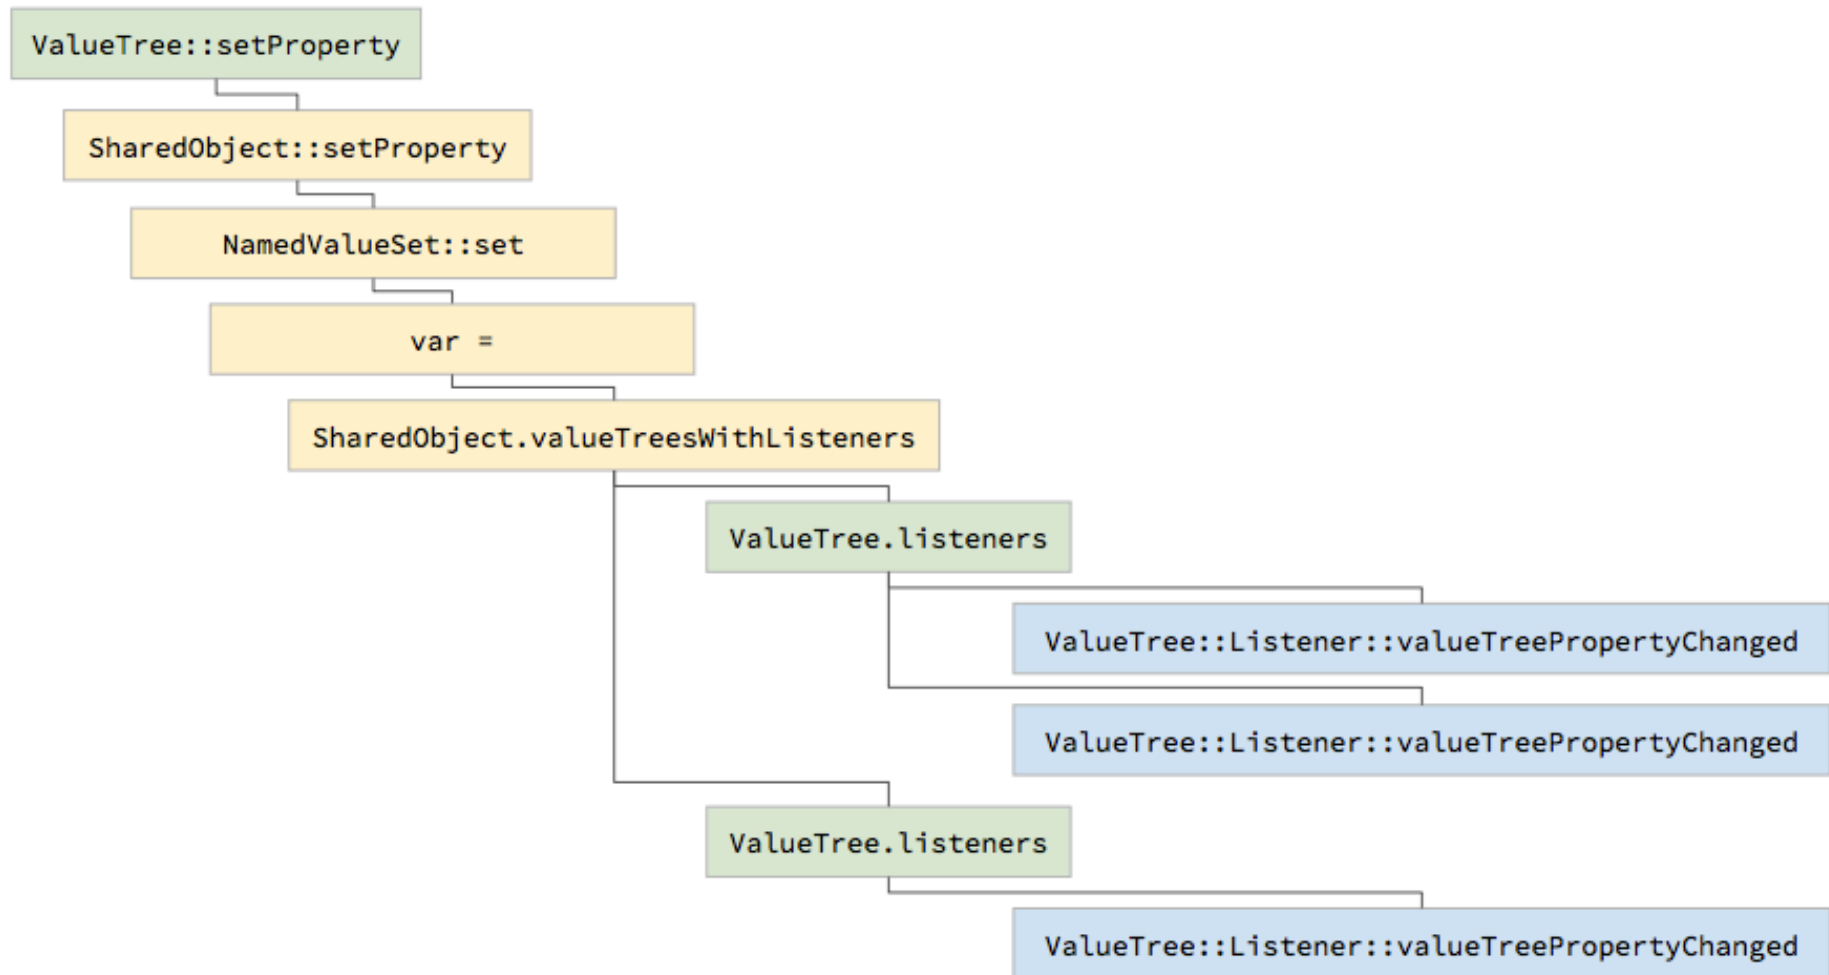 ValueTree::setProperty
SharedObject::setProperty
NamedValueSet::set
var =
SharedObject.valueTreesWithListeners
ValueTree.listeners
ValueTree::Listener::valueTreePropertyChanged
ValueTree::Listener::valueTreePropertyChanged
ValueTree.listeners
ValueTree::Listener::valueTreePropertyChanged